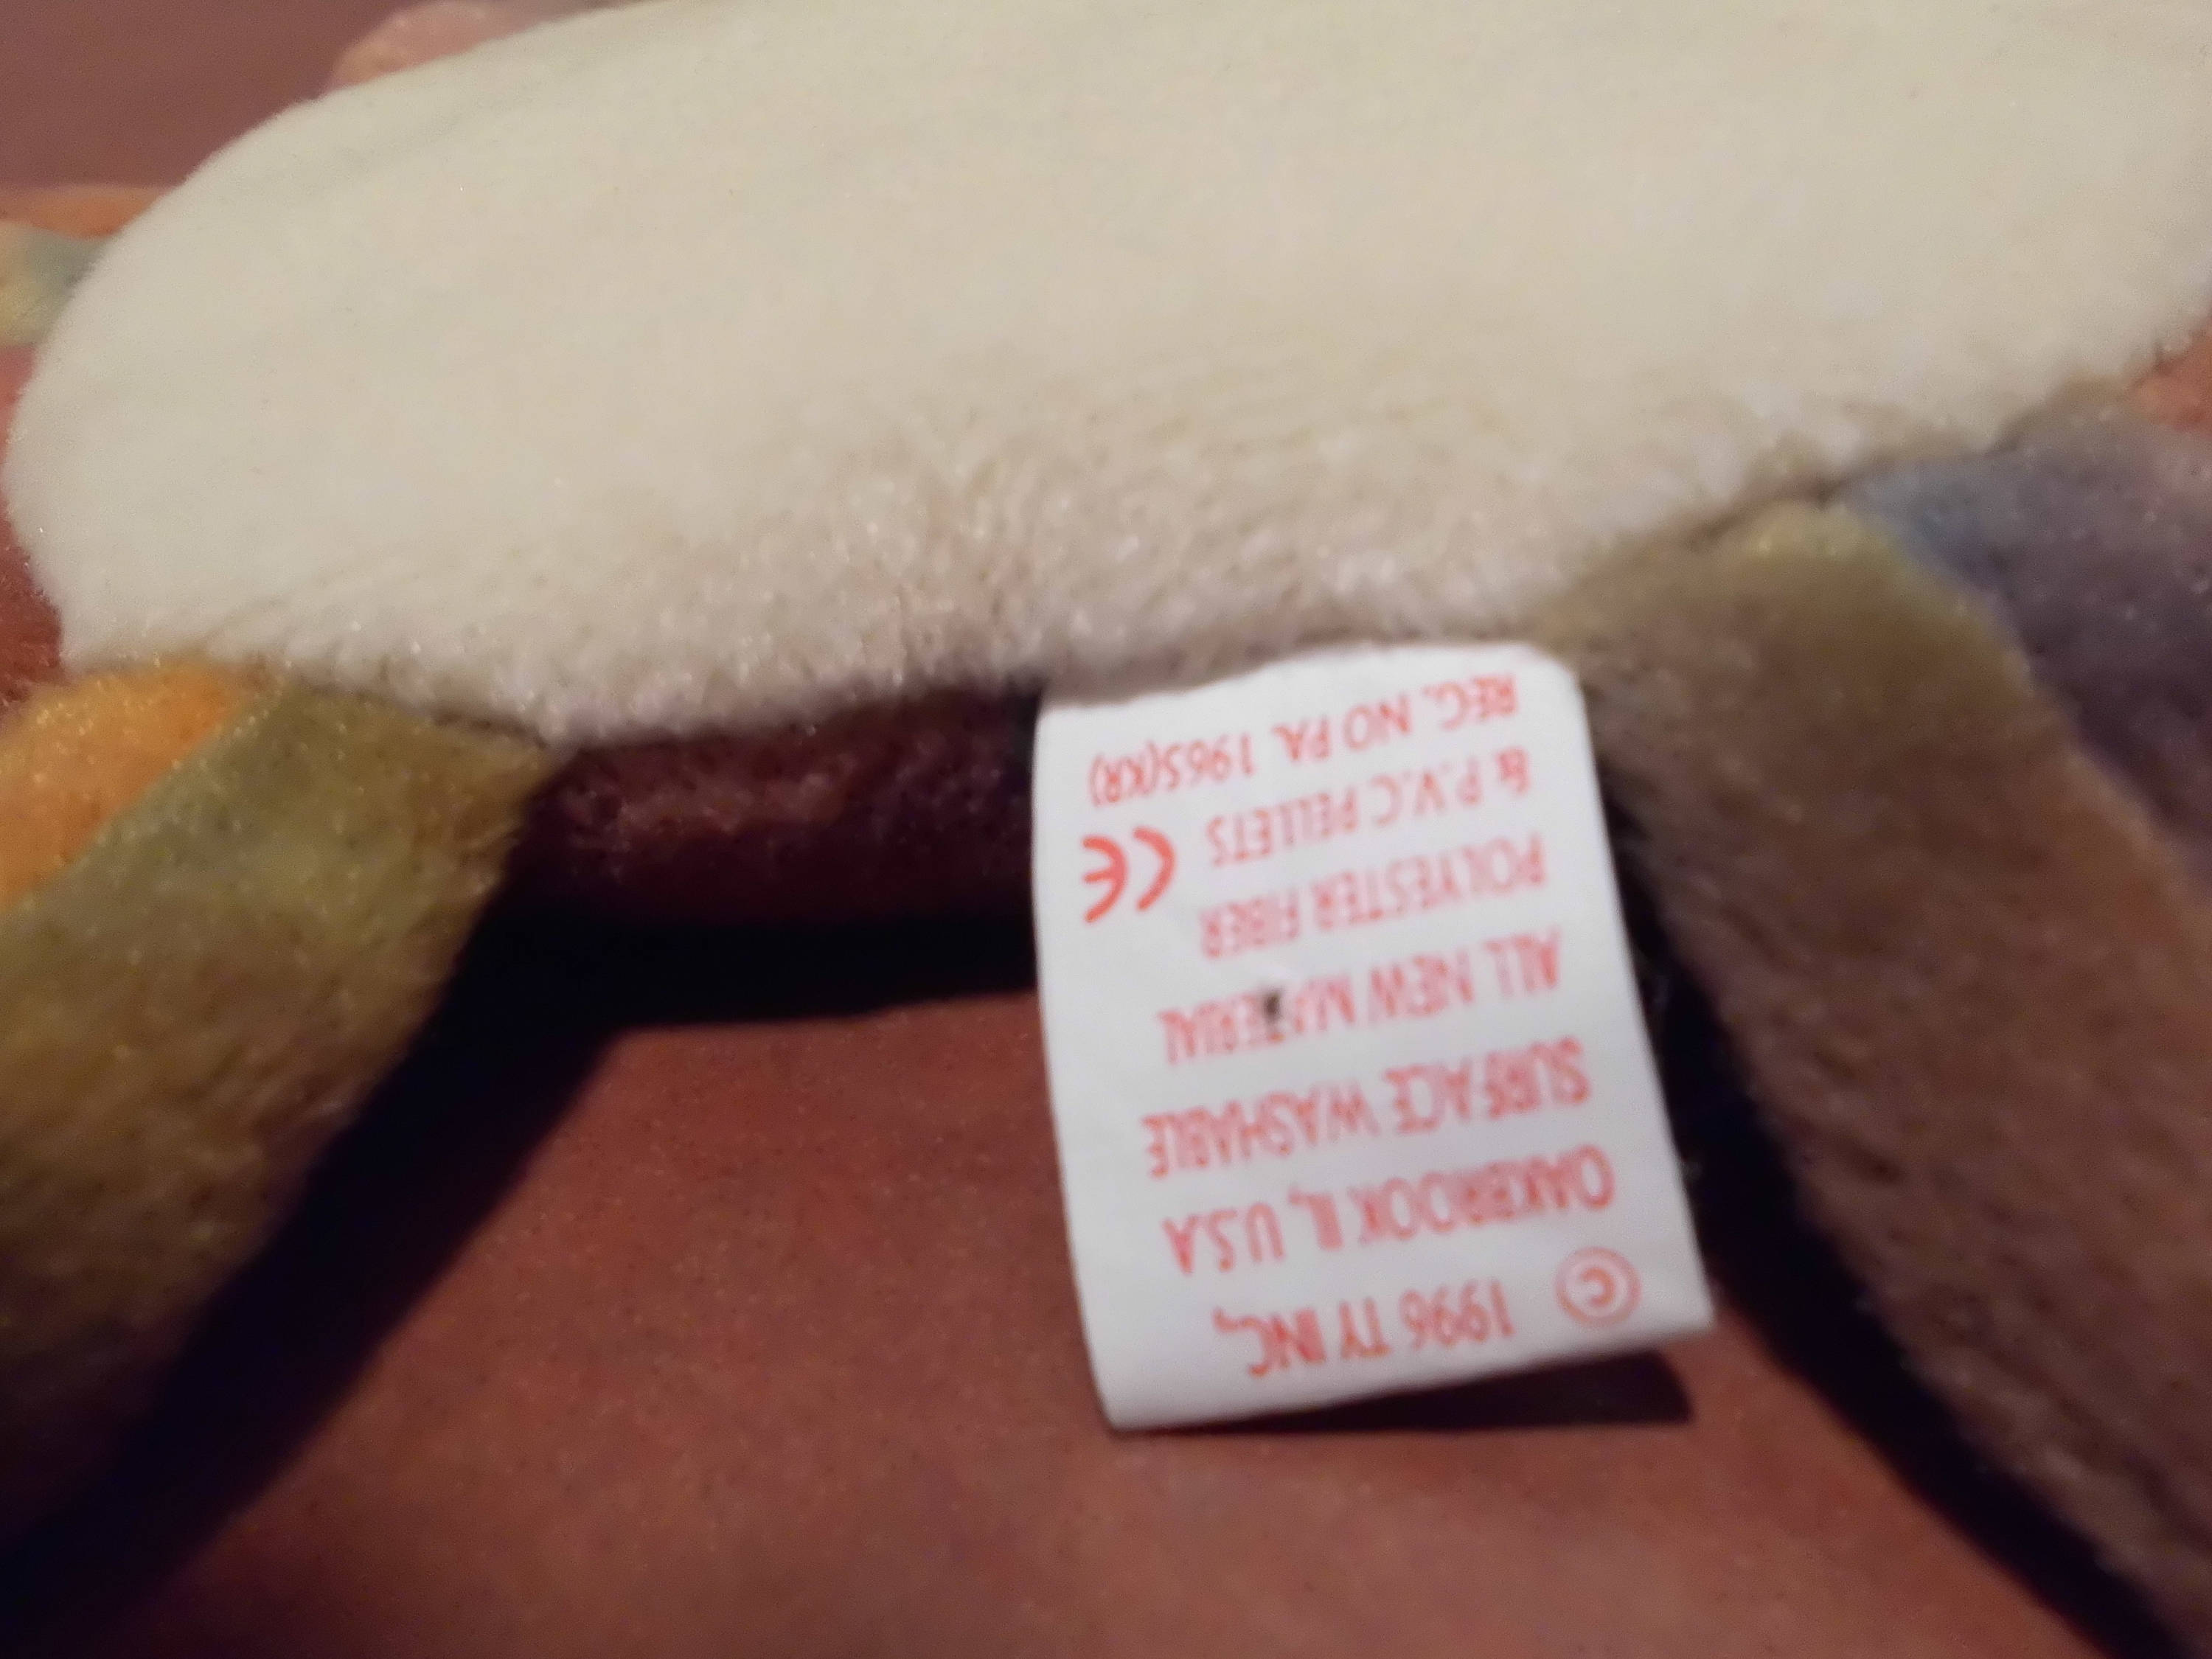 © 1996 TY INC.,
OAKBROOK IL, U.S.A
SURFACE WASHABLE
ALL NEW MATERIAL
POLYESTER FIBER
& P.V.C PELLETS CE
REG. NO PA. 1965(KR)